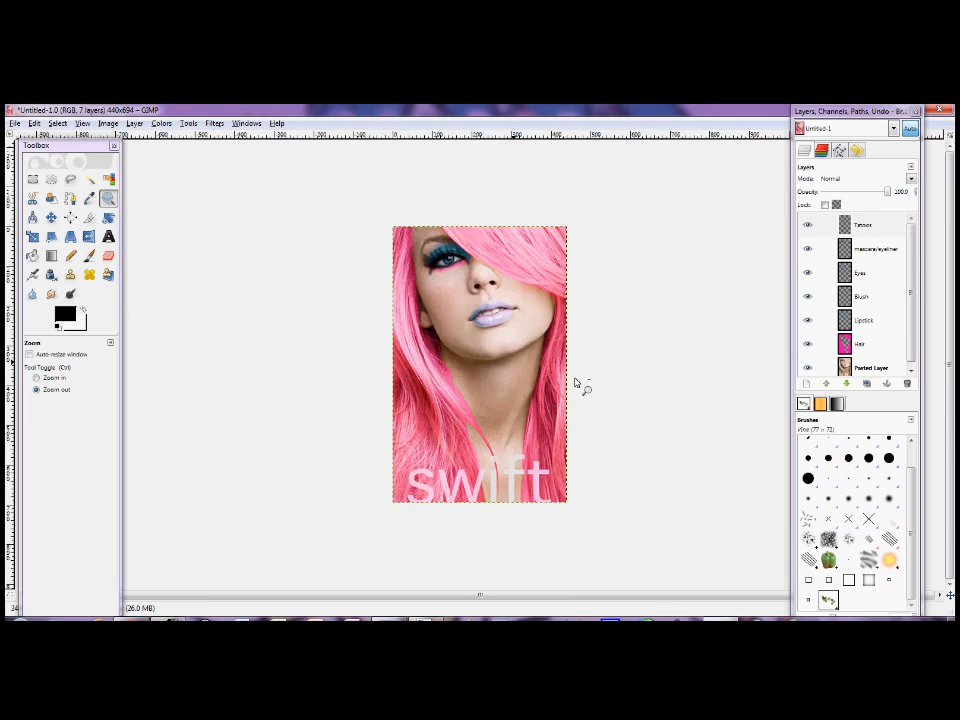 *Untitled-1.0 (RGB, 7 layers) 440x694 – GIMP
File Edit Select View Image Layer Colors Tools Filters Windows Help
Toolbox
Zoom
Auto-resize window
Tool Toggle (Ctrl)
Zoom in
Zoom out
swift
(26.0 MB)
Layers, Channels, Paths, Undo - Br...
Untitled-1
Auto
Layers
Mode: Normal
Opacity: 100.0
Lock:
Tatoos
mascara/eyeliner
Eyes
Blush
Lipstick
Hair
Pasted Layer
Brushes
Vine (77 × 72)